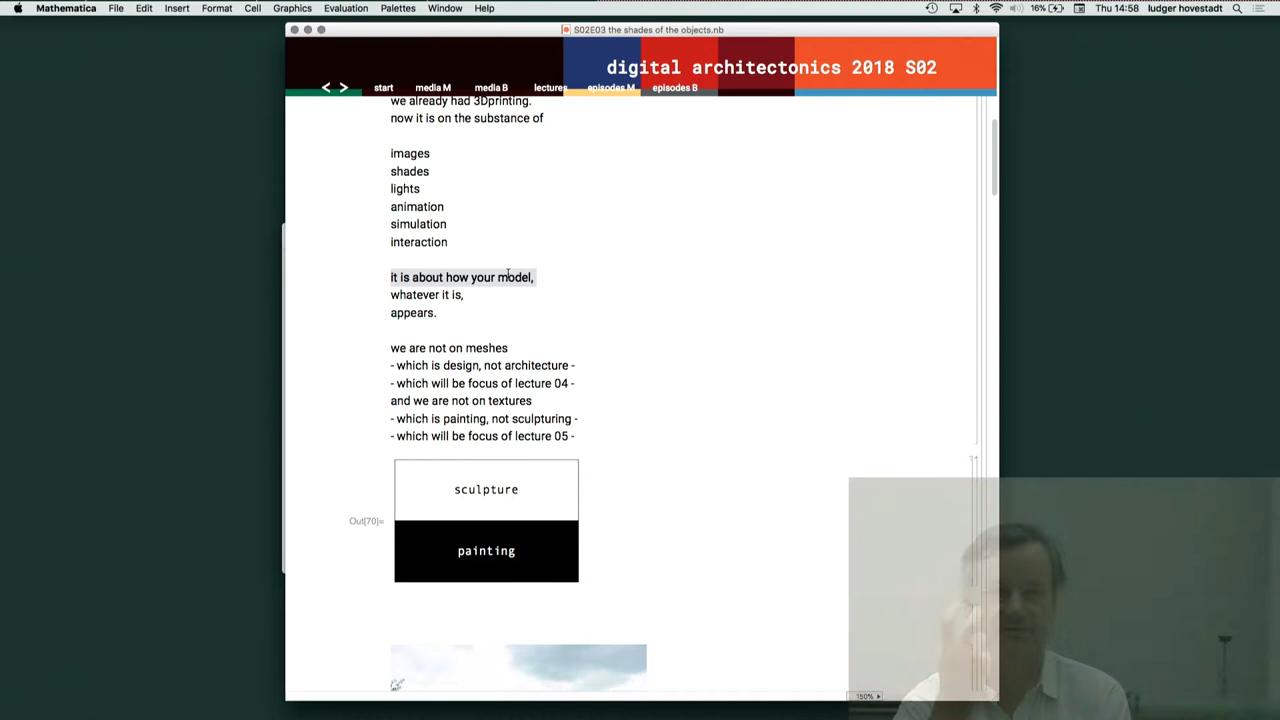 Mathematica File Edit Insert Format Cell Graphics Evaluation Palettes Window Help 16% Thu 14:58 ludger hovestadt
S02E03 the shades of the objects.nb
digital architectonics 2018 S02
< > start media M media B lectures episodes M episodes B
we already had 3Dprinting.
now it is on the substance of
images
shades
lights
animation
simulation
interaction
it is about how your model,
whatever it is,
appears.
we are not on meshes
- which is design, not architecture -
- which will be focus of lecture 04 -
and we are not on textures
- which is painting, not sculpturing -
- which will be focus of lecture 05 -
sculpture
Out[70]=
painting
150%